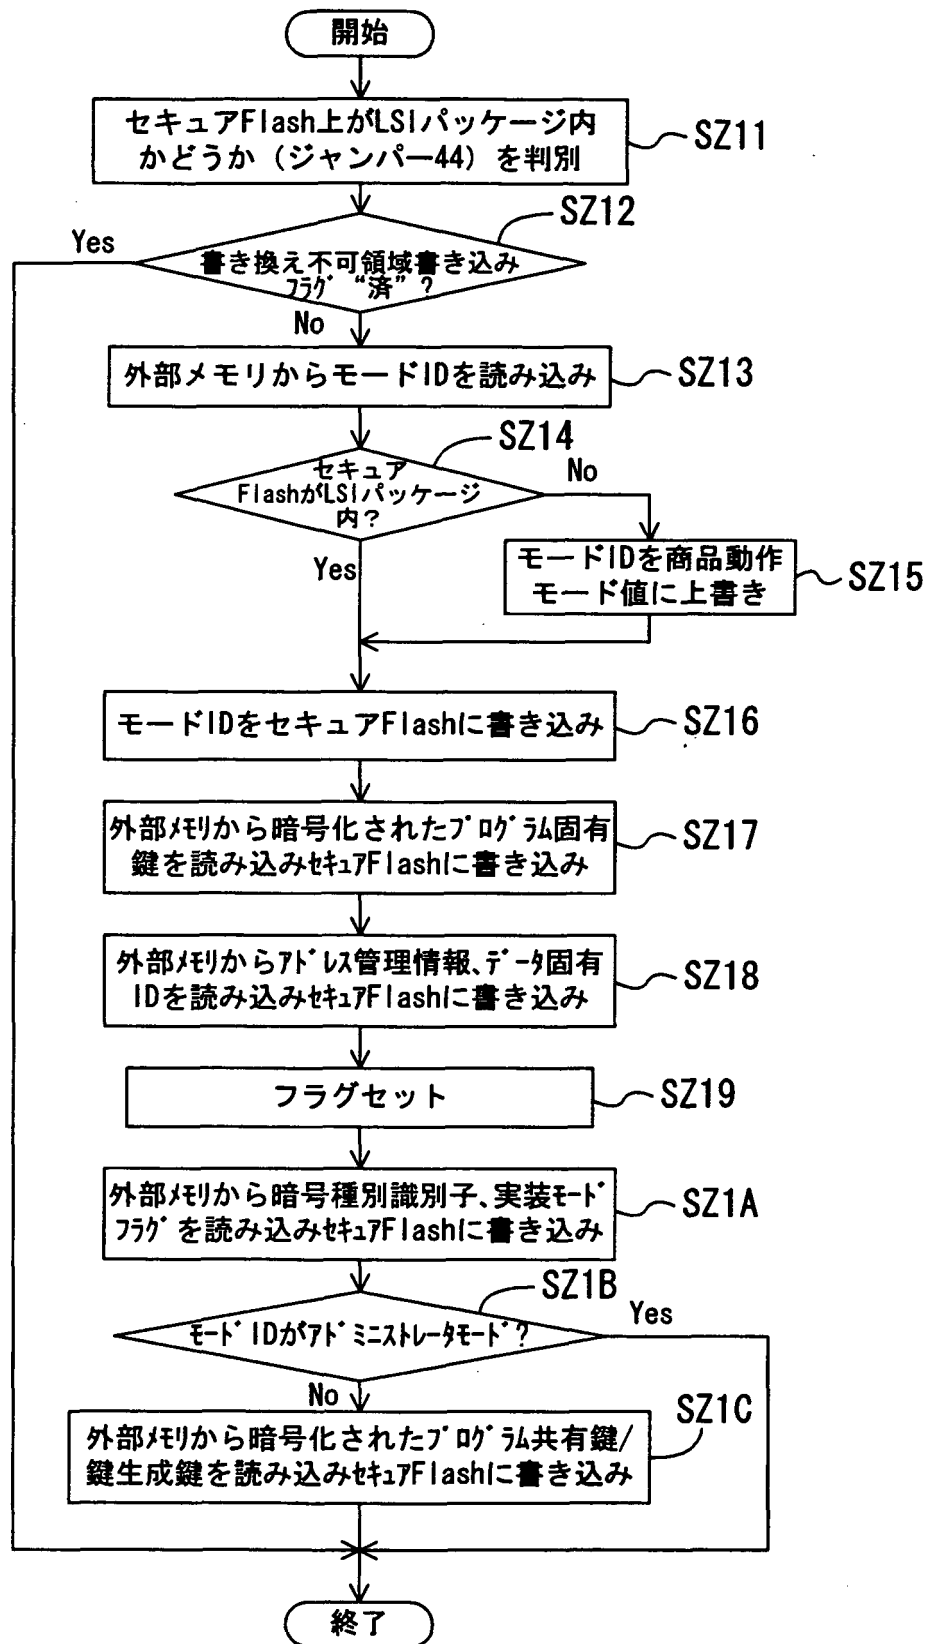 開始
セキュアFlash上がLSIパッケージ内
かどうか（ジャンパー44）を判別
SZ11
SZ12
Yes
書き換え不可領域書き込み
ﾌﾗｸﾞ “済”？
No
外部メモリからモードIDを読み込み
SZ13
SZ14
セキュア
FlashがLSIパッケージ
内？
No
Yes
モードIDを商品動作
モード値に上書き
SZ15
モードIDをセキュアFlashに書き込み
SZ16
外部ﾒﾓﾘから暗号化されたﾌﾟﾛｸﾞﾗﾑ固有
鍵を読み込みｾｷｭｱFlashに書き込み
SZ17
外部ﾒﾓﾘからｱﾄﾞﾚｽ管理情報、ﾃﾞｰﾀ固有
IDを読み込みｾｷｭｱFlashに書き込み
SZ18
フラグセット
SZ19
外部ﾒﾓﾘから暗号種別識別子、実装ﾓｰﾄﾞ
ﾌﾗｸﾞを読み込みｾｷｭｱFlashに書き込み
SZ1A
SZ1B
ﾓｰﾄﾞIDがｱﾄﾞﾐﾆｽﾄﾚｰﾀﾓｰﾄﾞ？
Yes
No
SZ1C
外部ﾒﾓﾘから暗号化されたﾌﾟﾛｸﾞﾗﾑ共有鍵/
鍵生成鍵を読み込みｾｷｭｱFlashに書き込み
終了